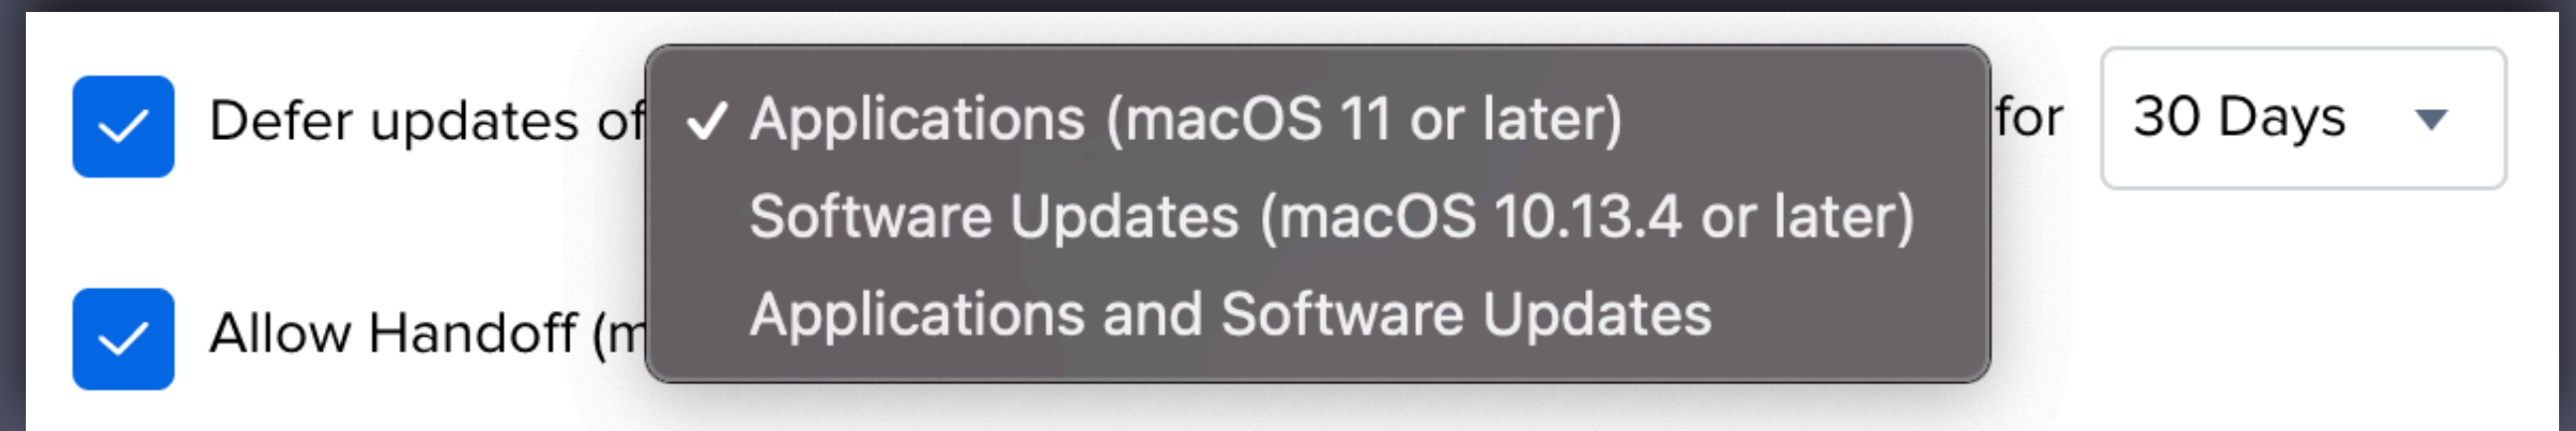 Defer updates of
Applications (macOS 11 or later)
for
30 Days
Software Updates (macOS 10.13.4 or later)
Applications and Software Updates
Allow Handoff (